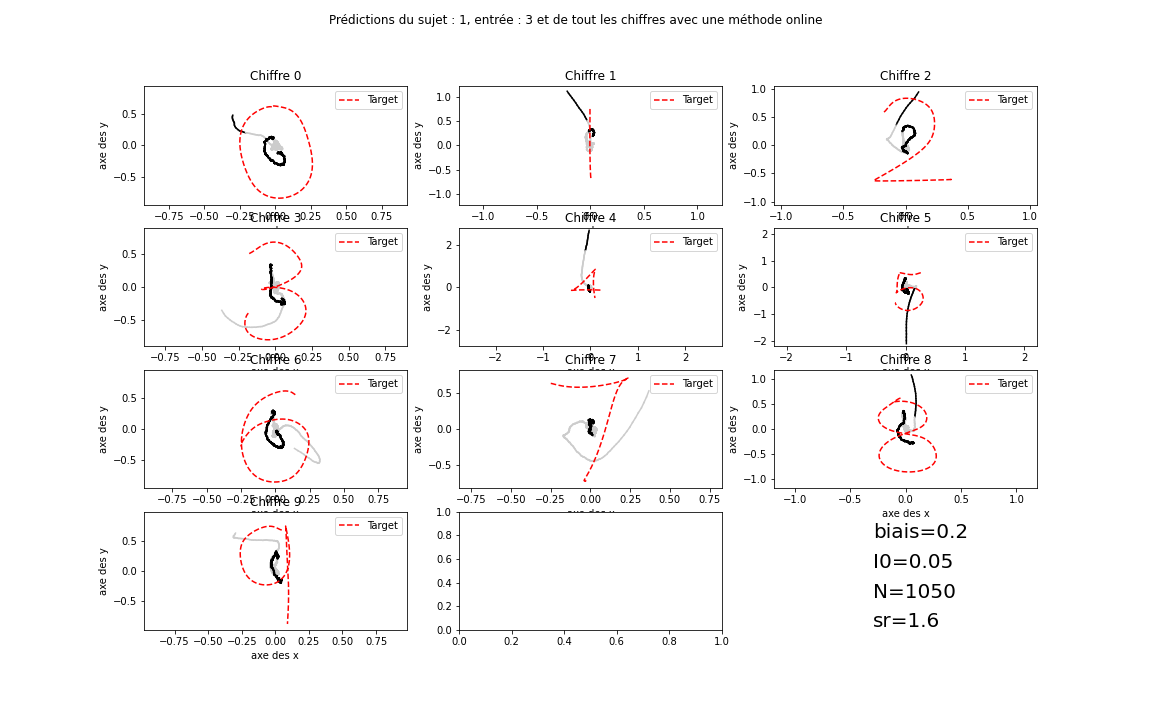 Prédictions du sujet : 1, entrée : 3 et de tout les chiffres avec une méthode online
Chiffre 0
Chiffre 1
Chiffre 2
Target
Target
Target
axe des y
0.5
0.0
−0.5
axe des y
1.0
0.5
0.0
−0.5
−1.0
axe des y
1.0
0.5
0.0
−0.5
−1.0
−0.75 −0.50 −0.25 0.00 0.25 0.50 0.75
−1.0 −0.5 0.0 0.5 1.0
−1.0 −0.5 0.0 0.5 1.0
Chiffre 3
Chiffre 4
Chiffre 5
Target
Target
Target
axe des y
0.5
0.0
−0.5
axe des y
2
0
−2
axe des y
2
1
0
−1
−2
−0.75 −0.50 −0.25 0.00 0.25 0.50 0.75
−2 −1 0 1 2
−2 −1 0 1 2
Chiffre 6
Chiffre 7
Chiffre 8
Target
Target
Target
axe des y
0.5
0.0
−0.5
axe des y
0.5
0.0
−0.5
axe des y
1.0
0.5
0.0
−0.5
−1.0
−0.75 −0.50 −0.25 0.00 0.25 0.50 0.75
−0.75 −0.50 −0.25 0.00 0.25 0.50 0.75
−1.0 −0.5 0.0 0.5 1.0
axe des x
Chiffre 9
Target
axe des y
0.5
0.0
−0.5
−0.75 −0.50 −0.25 0.00 0.25 0.50 0.75
axe des x
1.0
0.8
0.6
0.4
0.2
0.0
0.0 0.2 0.4 0.6 0.8 1.0
biais=0.2
I0=0.05
N=1050
sr=1.6